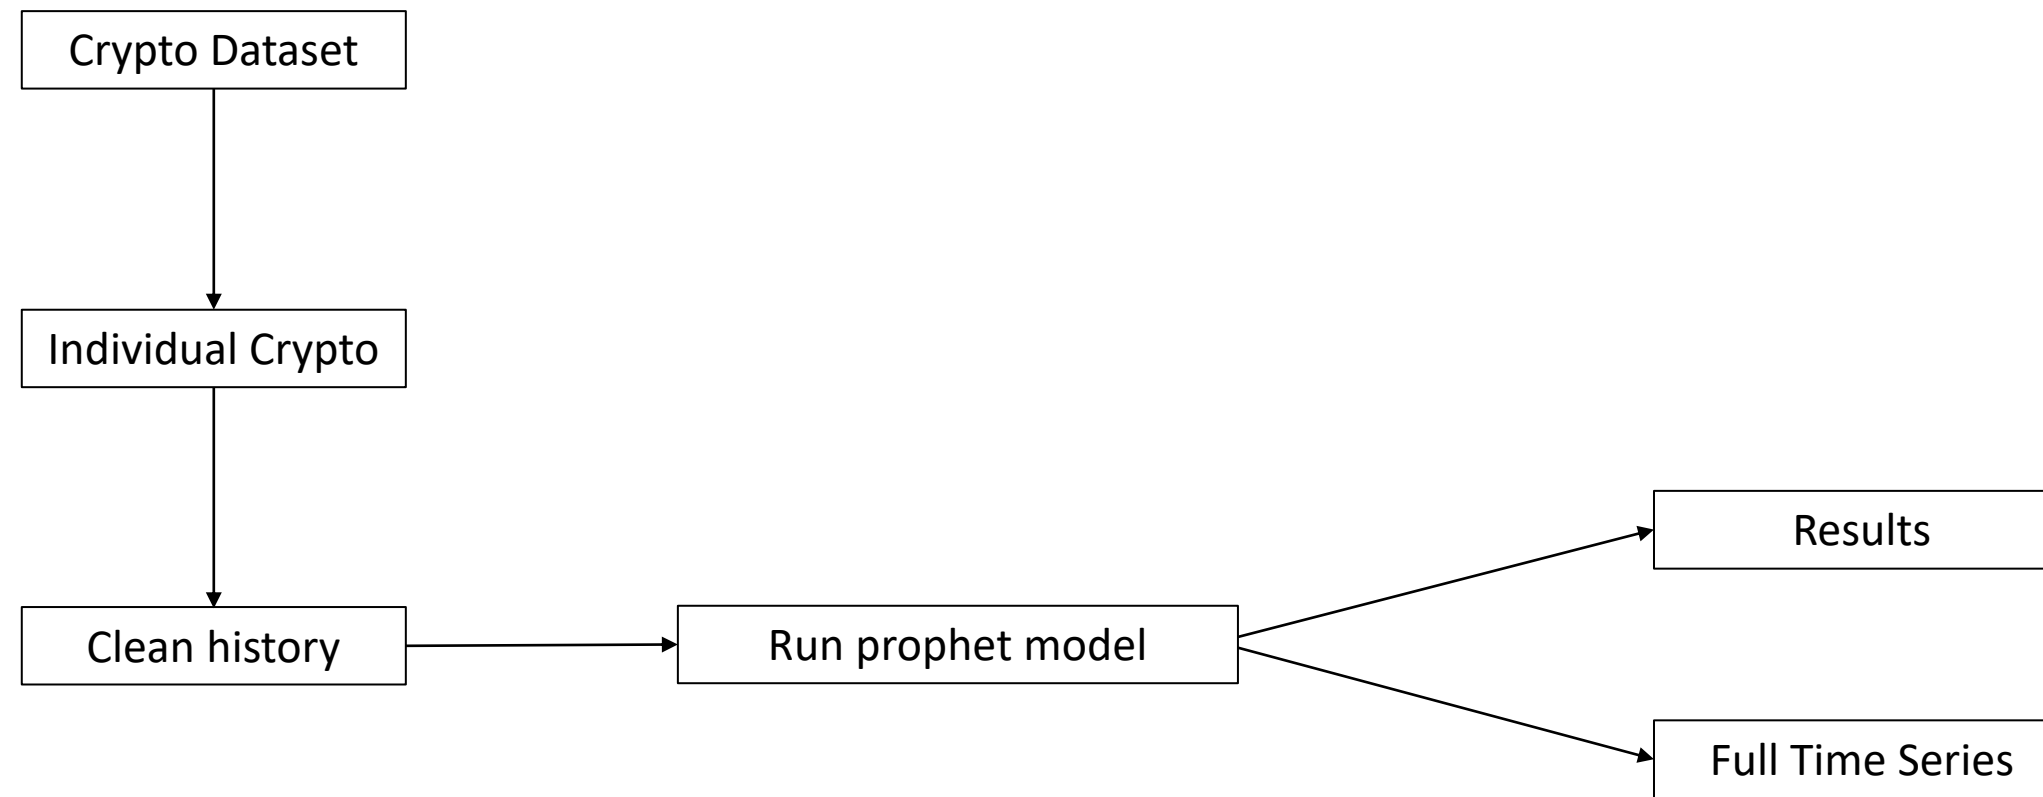 Crypto Dataset
Individual Crypto
Clean history
Run prophet model
Results
Full Time Series